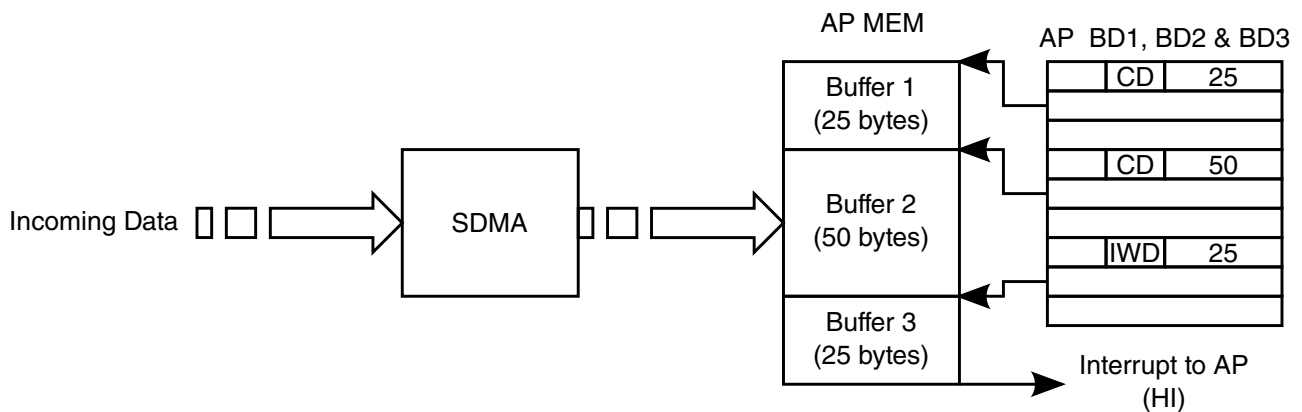 AP MEM
AP BD1, BD2 & BD3
Buffer 1
(25 bytes)
CD 25
Incoming Data
SDMA
Buffer 2
(50 bytes)
CD 50
IWD 25
Buffer 3
(25 bytes)
Interrupt to AP
(HI)